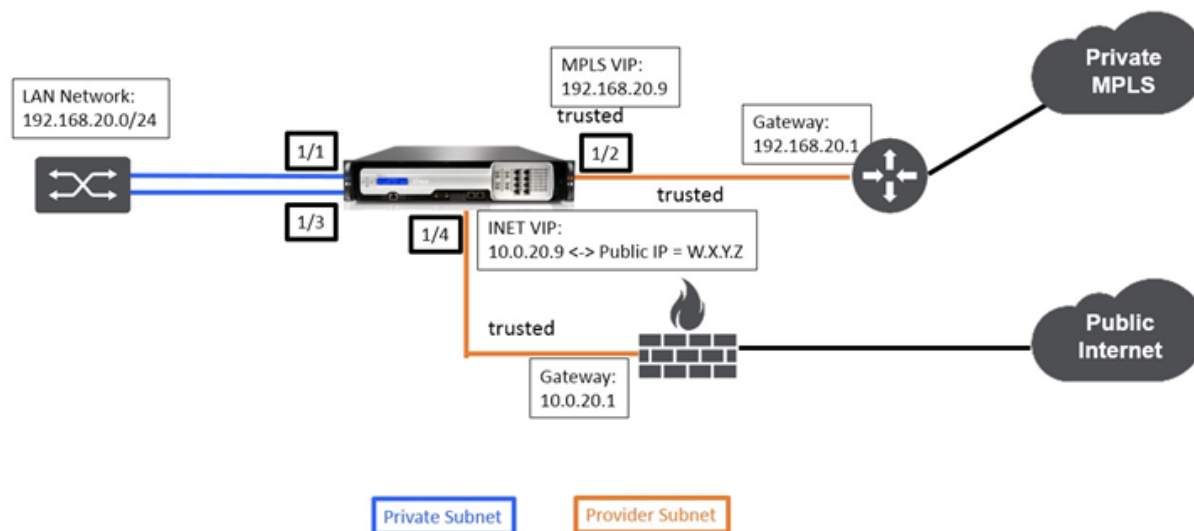 Private
MPLS
MPLS VIP:
192.168.20.9
LAN Network:
192.168.20.0/24
trusted
Gateway:
192.168.20.1
1/1
1/2
trusted
1/3
1/4
INET VIP:
10.0.20.9 <-> Public IP = W.X.Y.Z
trusted
Public
Internet
Gateway:
10.0.20.1
Private Subnet
Provider Subnet